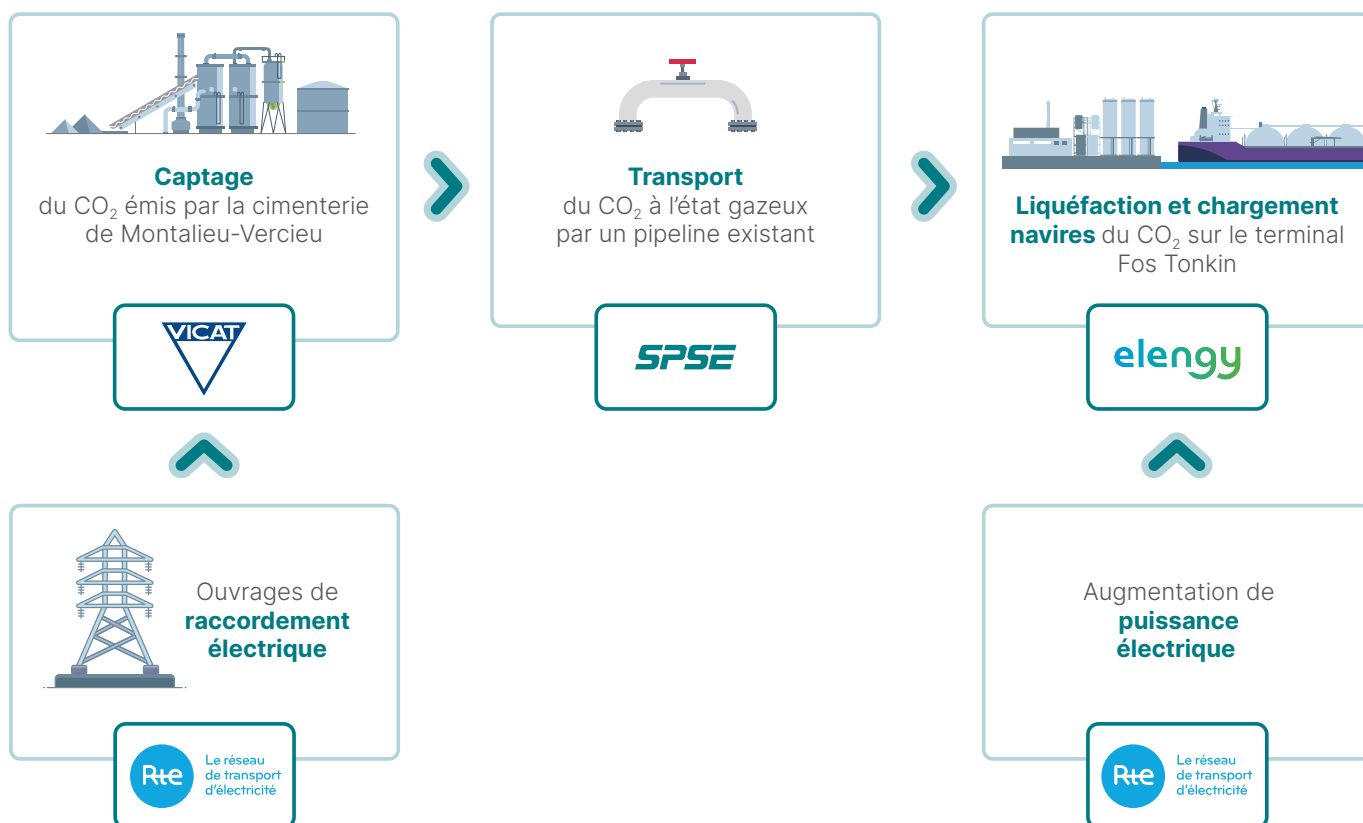 Captage
du CO₂ émis par la cimenterie
de Montalieu-Vercieu
VICAT
Transport
du CO₂ à l'état gazeux
par un pipeline existant
SPSE
Liquéfaction et chargement
navires du CO₂ sur le terminal
Fos Tonkin
elengy
Ouvrages de
raccordement
électrique
Rte
Le réseau
de transport
d'électricité
Augmentation de
puissance
électrique
Rte
Le réseau
de transport
d'électricité